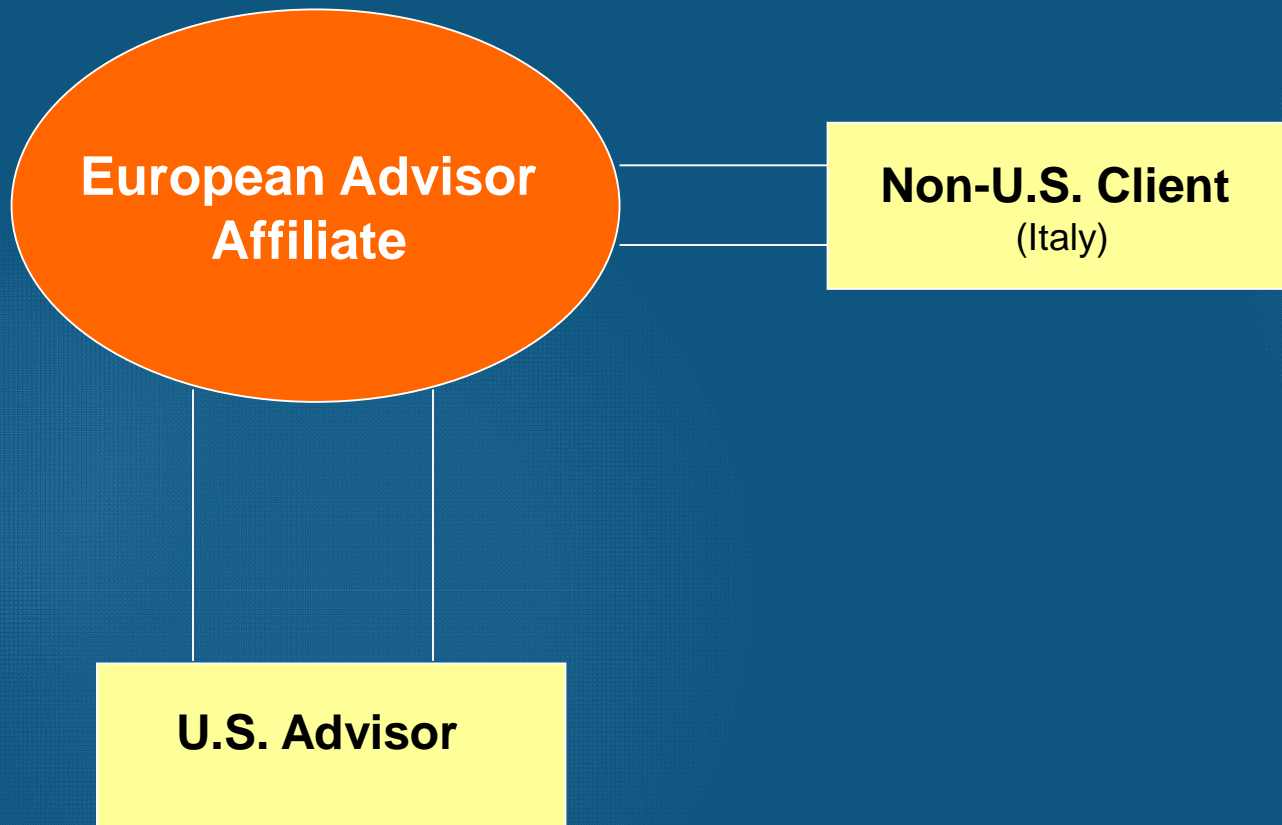 European Advisor
Affiliate
Non-U.S. Client
(Italy)
U.S. Advisor